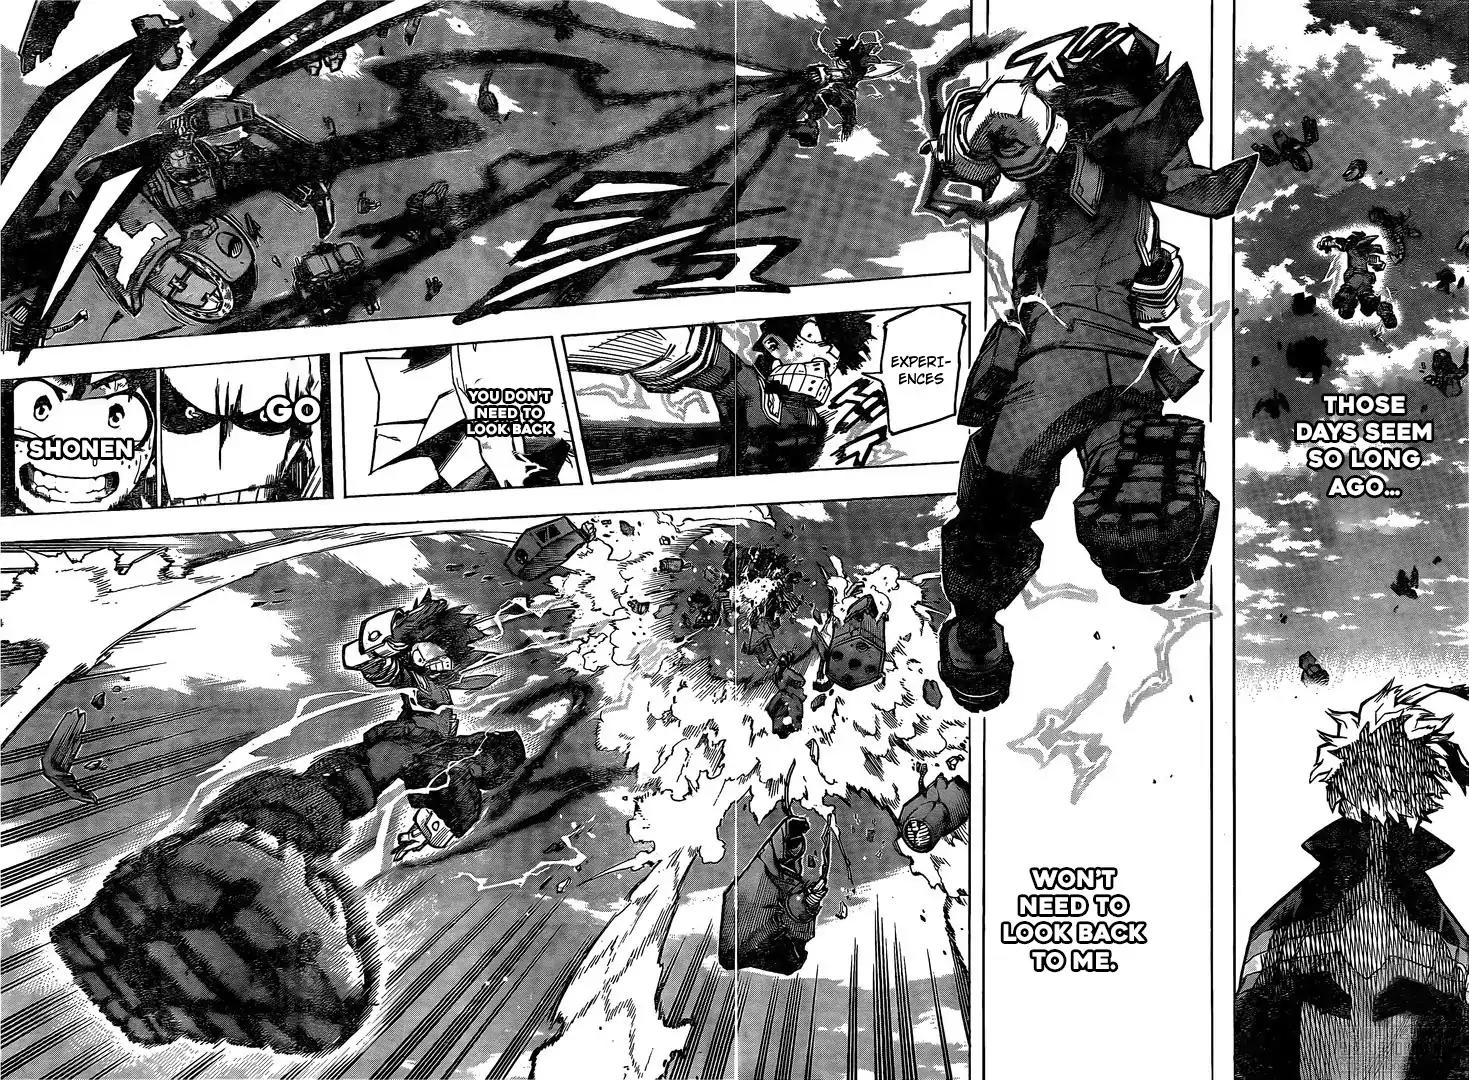 THOSE
DAYS SEEM
SO LONG
AGO...
WON'T
NEED TO
LOOK BACK
TO ME.
EXPERI-
ENCES
YOU DON'T
NEED TO
LOOK BACK
GO
SHONEN